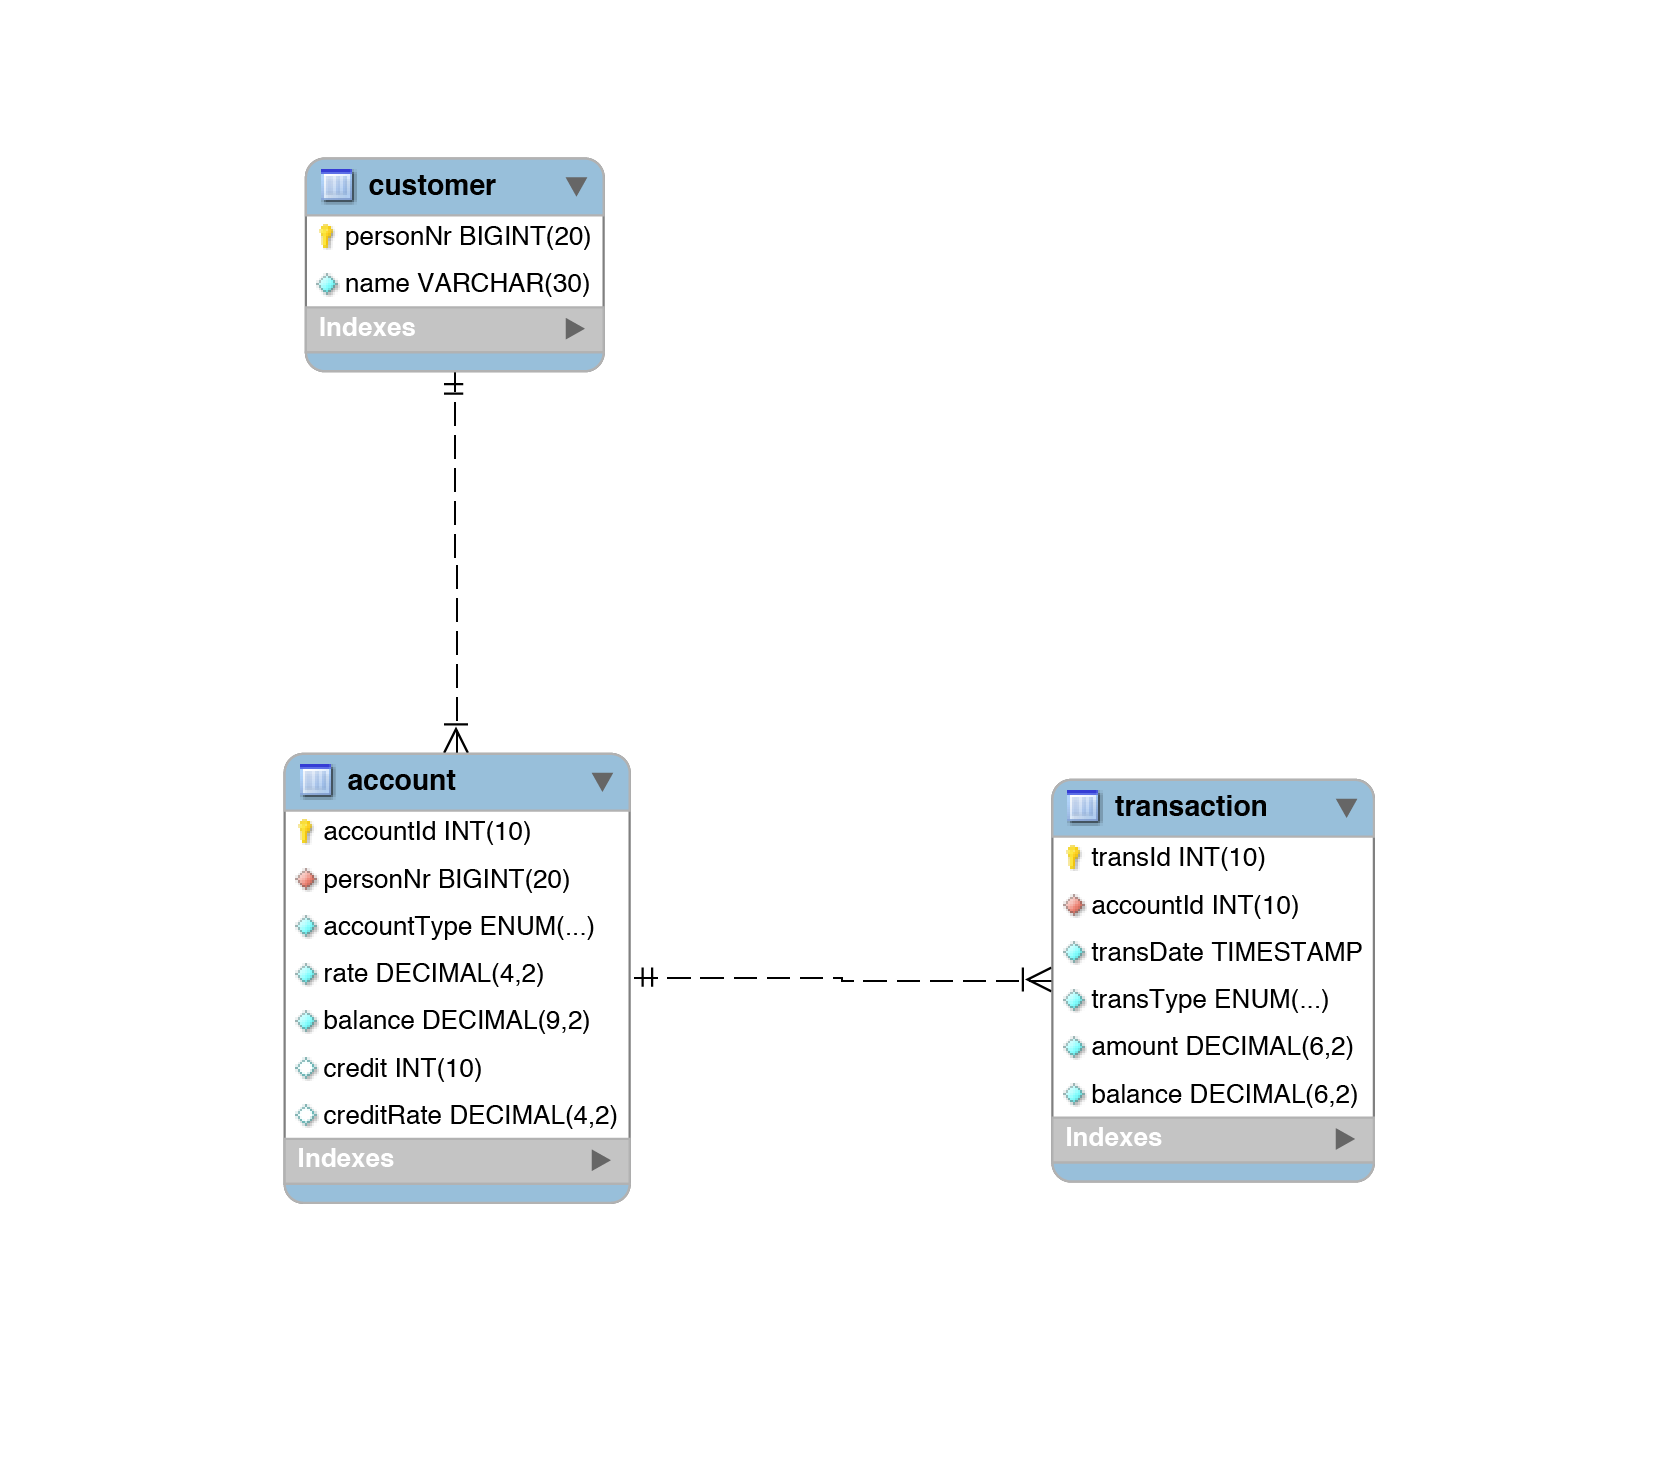 customer
personNr BIGINT(20)
name VARCHAR(30)
Indexes
account
accountId INT(10)
personNr BIGINT(20)
accountType ENUM(...)
rate DECIMAL(4,2)
balance DECIMAL(9,2)
credit INT(10)
creditRate DECIMAL(4,2)
Indexes
transaction
transId INT(10)
accountId INT(10)
transDate TIMESTAMP
transType ENUM(...)
amount DECIMAL(6,2)
balance DECIMAL(6,2)
Indexes